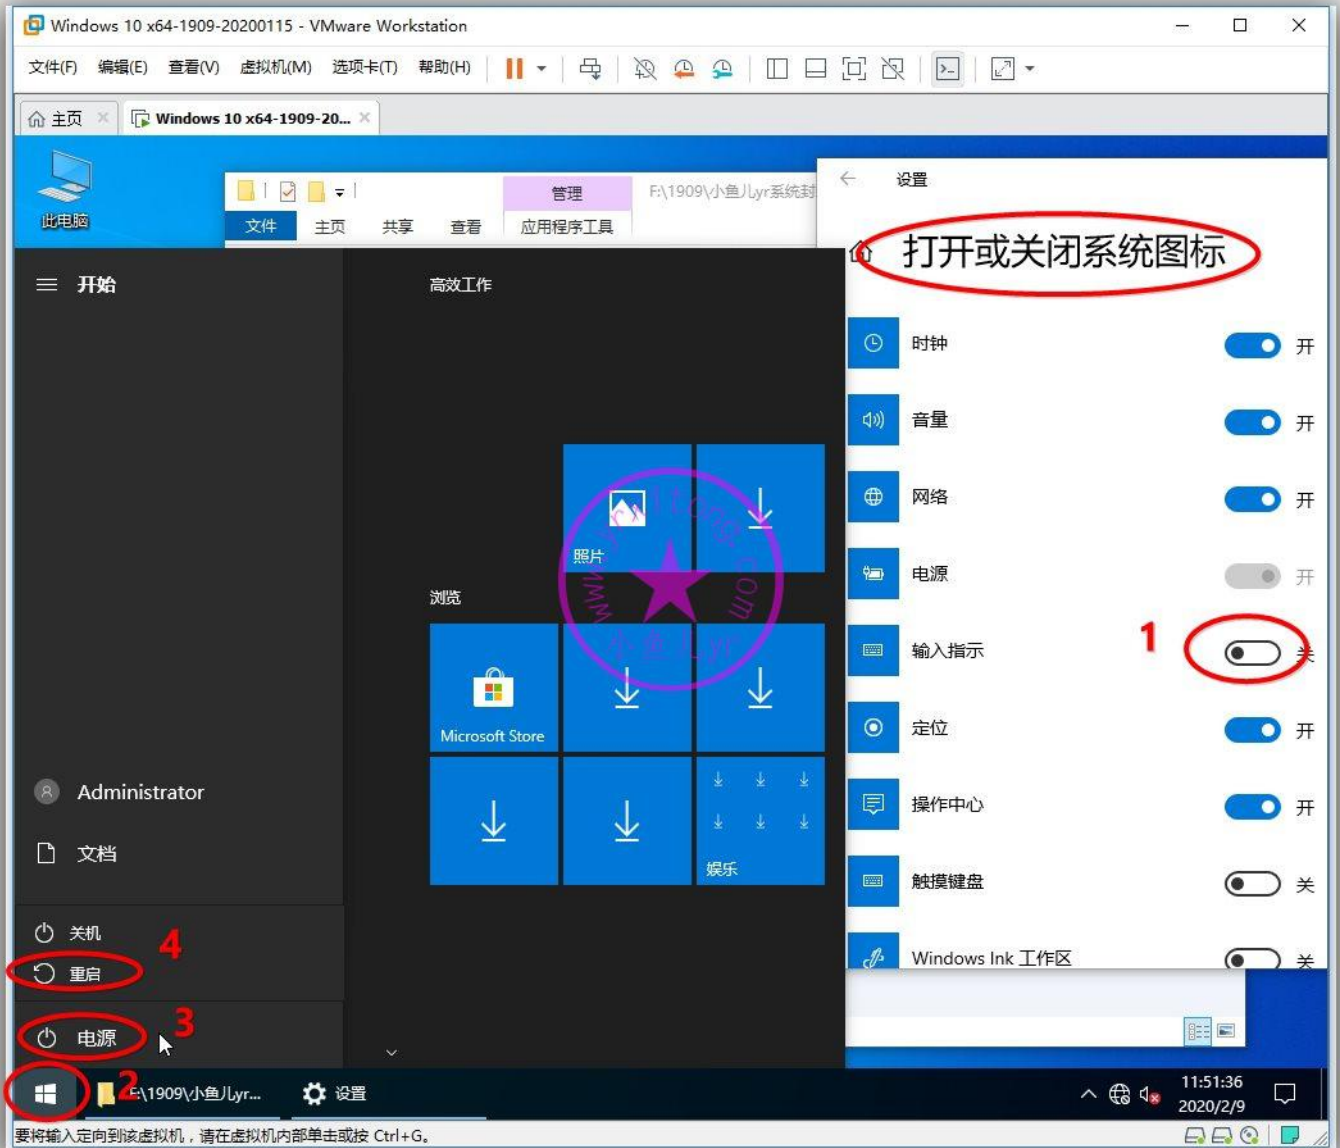 Windows 10 x64-1909-20200115 - VMware Workstation
文件(F) 编辑(E) 查看(V) 虚拟机(M) 选项卡(T) 帮助(H)
主页 Windows 10 x64-1909-20...
此电脑
管理 F:\1909\小鱼儿yr系统封
文件 主页 共享 查看 应用程序工具
设置
打开或关闭系统图标
开始
高效工作
时钟 开
音量 开
网络 开
电源 开
输入指示 1 关
定位 开
操作中心 开
触摸键盘 关
Windows Ink 工作区 关
照片
浏览
www.yrxitong.com
小鱼儿yr
Microsoft Store
娱乐
Administrator
文档
关机 4
重启
电源 3
2 F:\1909\小鱼儿yr... 设置
11:51:36
2020/2/9
要将输入定向到该虚拟机，请在虚拟机内部单击或按 Ctrl+G。